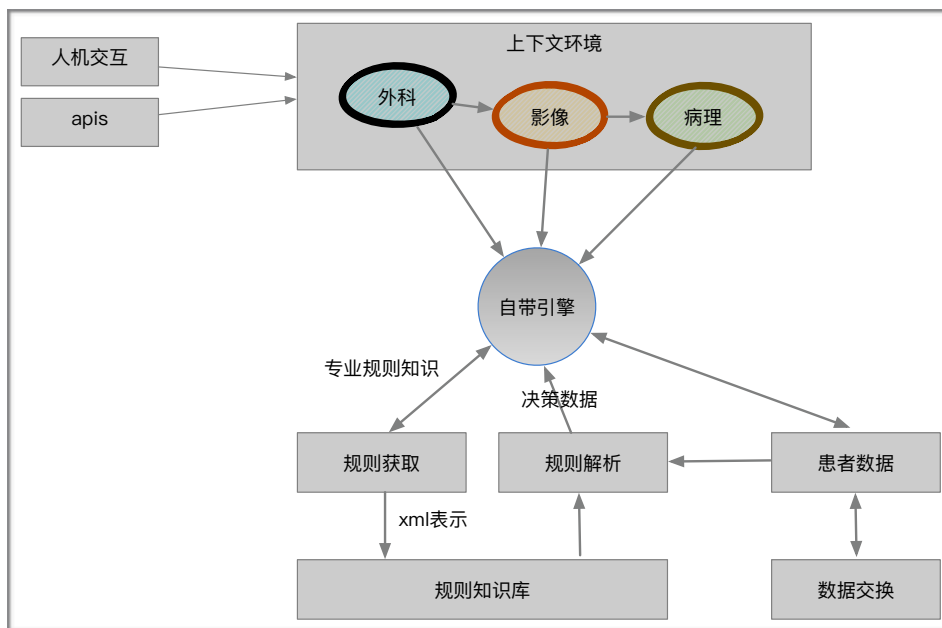 上下文环境
人机交互
apis
外科
影像
病理
自带引擎
专业规则知识
决策数据
规则获取
规则解析
患者数据
xml表示
规则知识库
数据交换